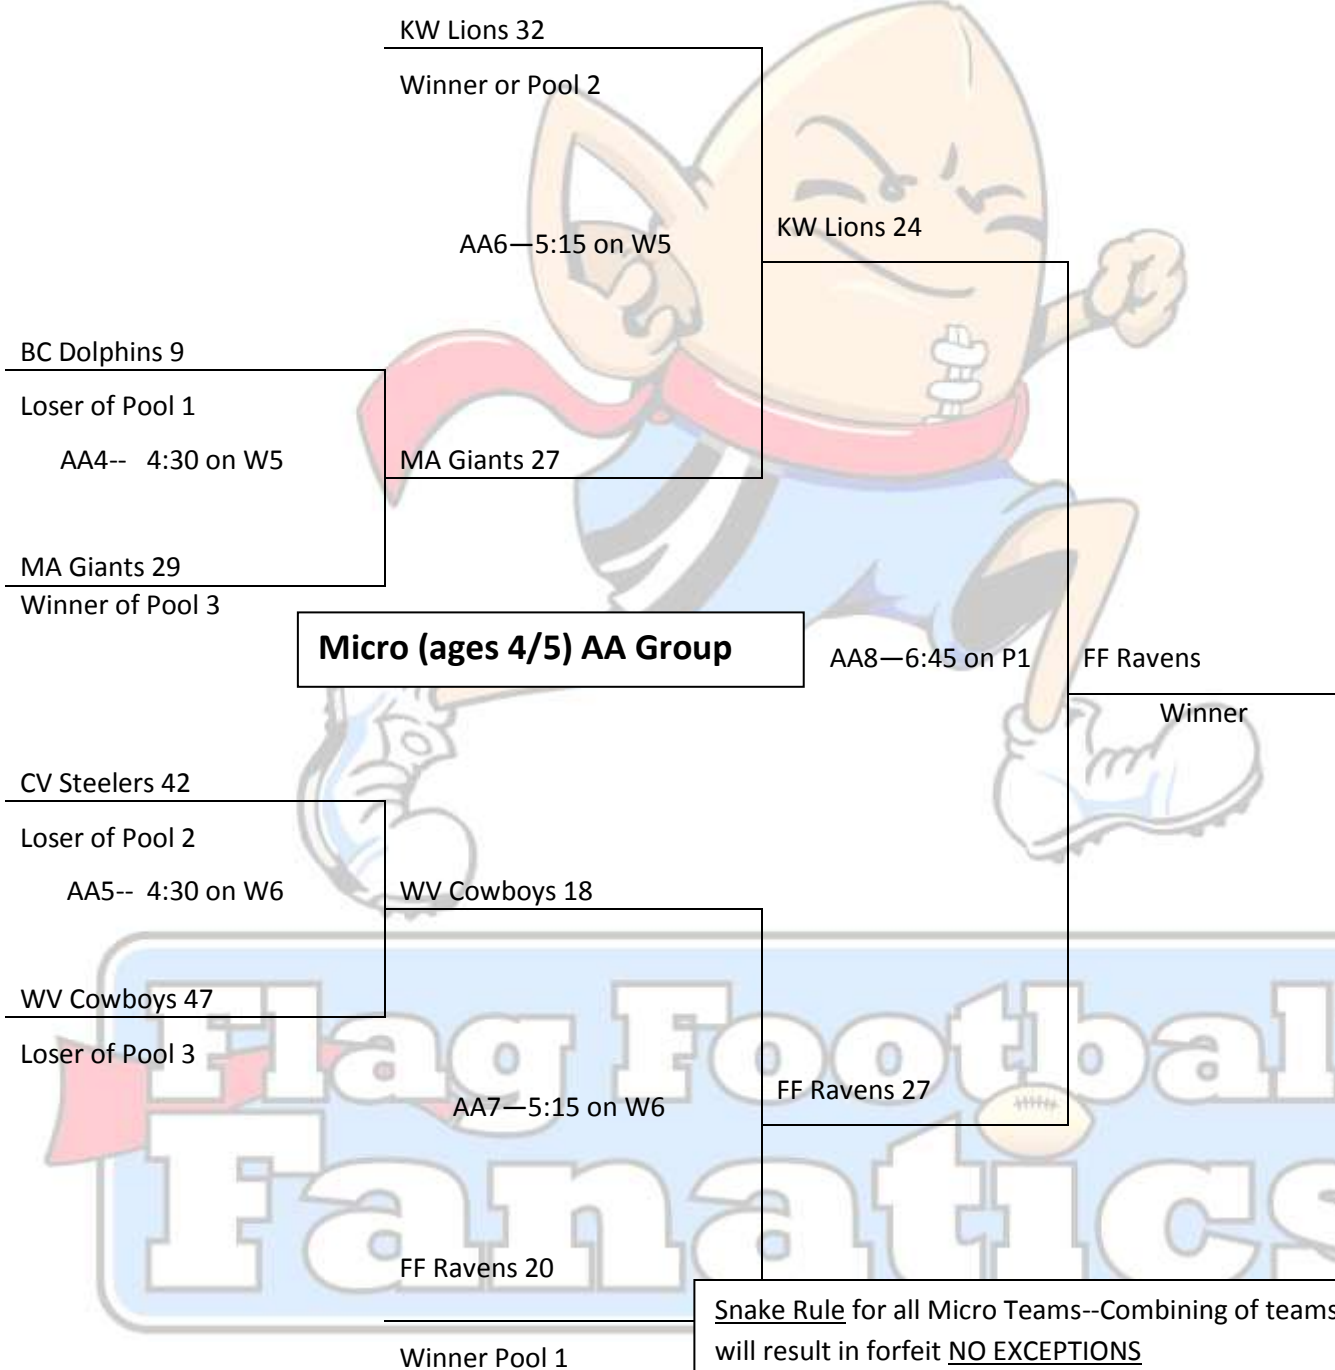 KW Lions 32
Winner or Pool 2
KW Lions 24
AA6—5:15 on W5
BC Dolphins 9
Loser of Pool 1
AA4-- 4:30 on W5
MA Giants 27
MA Giants 29
Winner of Pool 3
Micro (ages 4/5) AA Group
AA8—6:45 on P1
FF Ravens
Winner
CV Steelers 42
Loser of Pool 2
AA5-- 4:30 on W6
WV Cowboys 18
WV Cowboys 47
Loser of Pool 3
FF Ravens 27
AA7—5:15 on W6
FF Ravens 20
Winner Pool 1
Snake Rule for all Micro Teams--Combining of teams
will result in forfeit NO EXCEPTIONS
Flag Footbal
Fanatics